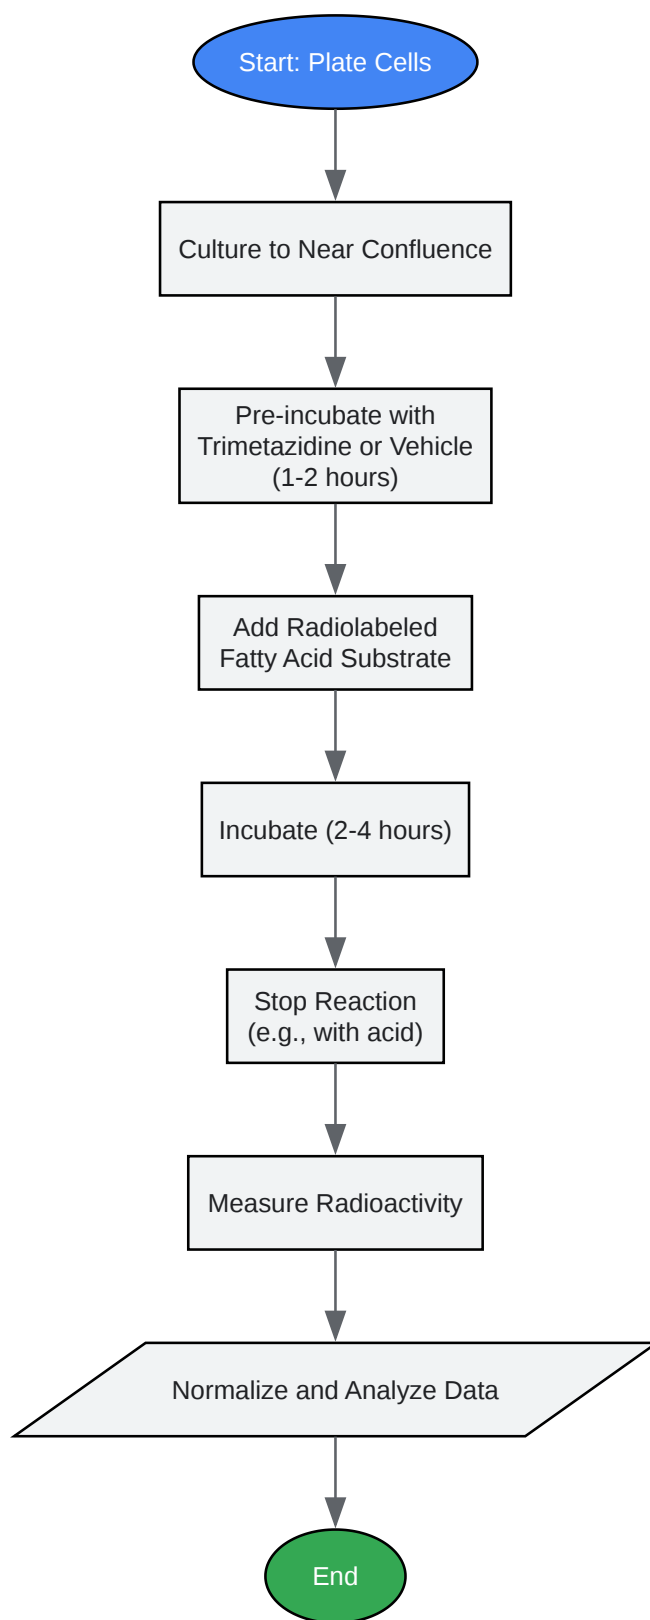 Start: Plate Cells
Culture to Near Confluence
Pre-incubate with
Trimetazidine or Vehicle
(1-2 hours)
Add Radiolabeled
Fatty Acid Substrate
Incubate (2-4 hours)
Stop Reaction
(e.g., with acid)
Measure Radioactivity
Normalize and Analyze Data
End